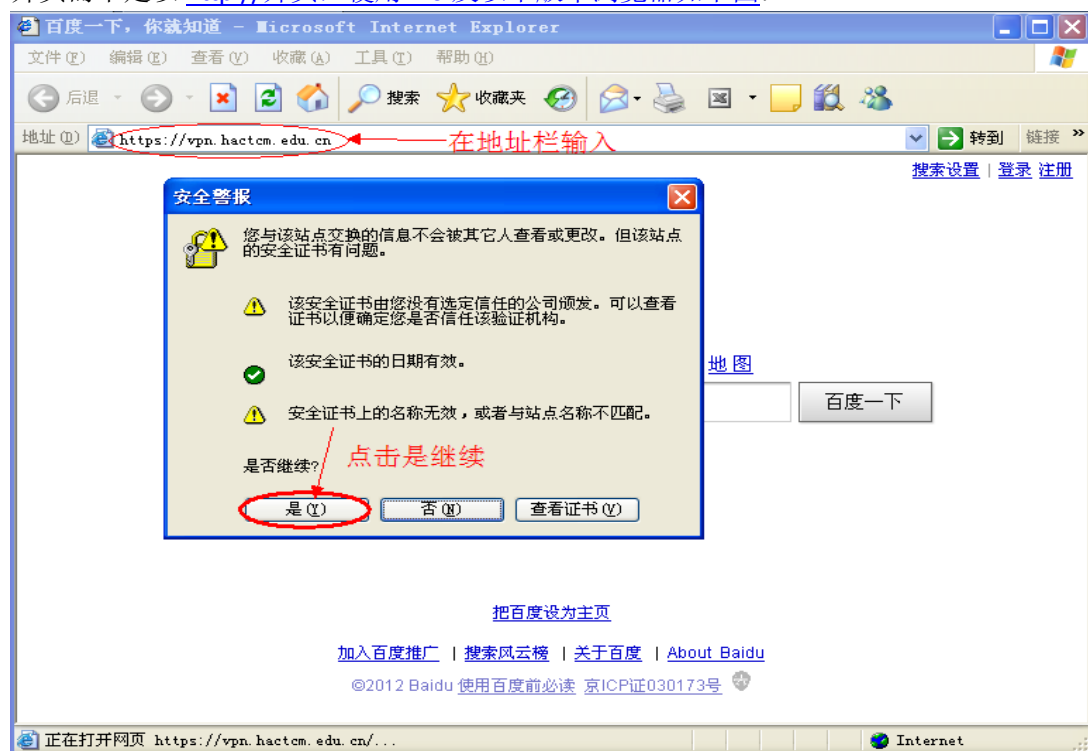 百度一下，你就知道 - Microsoft Internet Explorer
文件(F) 编辑(E) 查看(V) 收藏(A) 工具(T) 帮助(H)
后退 搜索 收藏夹
地址(D) https://vpn.hactcm.edu.cn 在地址栏输入 转到 链接 »
搜索设置 | 登录 注册
安全警报
您与该站点交换的信息不会被其它人查看或更改。但该站点
的安全证书有问题。
该安全证书由您没有选定信任的公司颁发。可以查看
证书以便确定您是否信任该验证机构。
该安全证书的日期有效。
地图
安全证书上的名称无效，或者与站点名称不匹配。
百度一下
是否继续? 点击是继续
是(Y) 否(N) 查看证书(V)
把百度设为主页
加入百度推广 | 搜索风云榜 | 关于百度 | About Baidu
©2012 Baidu 使用百度前必读 京ICP证030173号
正在打开网页 https://vpn.hactcm.edu.cn/... Internet